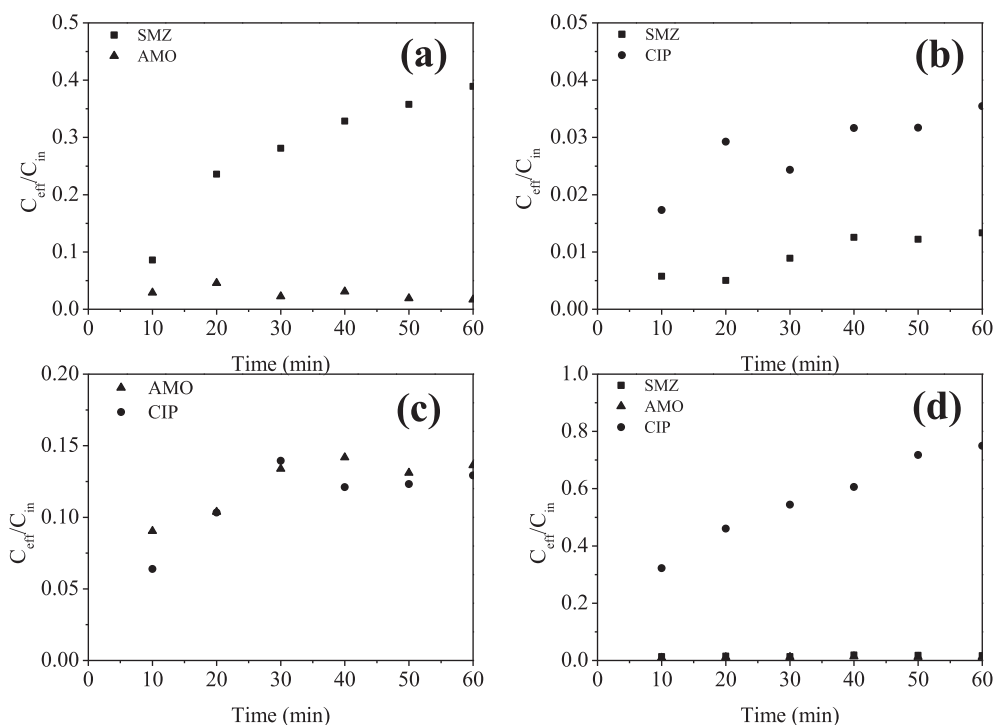 (a)
SMZ
AMO
0.5
0.4
0.3
0.2
0.1
0.0
C_eff/C_in
0 10 20 30 40 50 60
Time (min)
(b)
SMZ
CIP
0.05
0.04
0.03
0.02
0.01
0.00
C_eff/C_in
0 10 20 30 40 50 60
Time (min)
(c)
AMO
CIP
0.20
0.15
0.10
0.05
0.00
C_eff/C_in
0 10 20 30 40 50 60
Time (min)
(d)
SMZ
AMO
CIP
1.0
0.8
0.6
0.4
0.2
0.0
C_eff/C_in
0 10 20 30 40 50 60
Time (min)